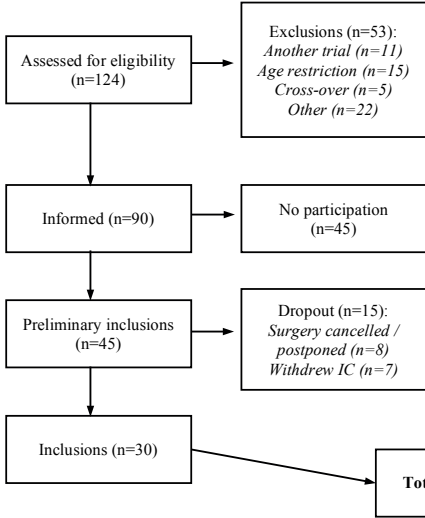 Assessed for eligibility
(n=124)
Exclusions (n=53):
Another trial (n=11)
Age restriction (n=15)
Cross-over (n=5)
Other (n=22)
Informed (n=90)
No participation
(n=45)
Preliminary inclusions
(n=45)
Dropout (n=15):
Surgery cancelled /
postponed (n=8)
Withdrew IC (n=7)
Inclusions (n=30)
Tot